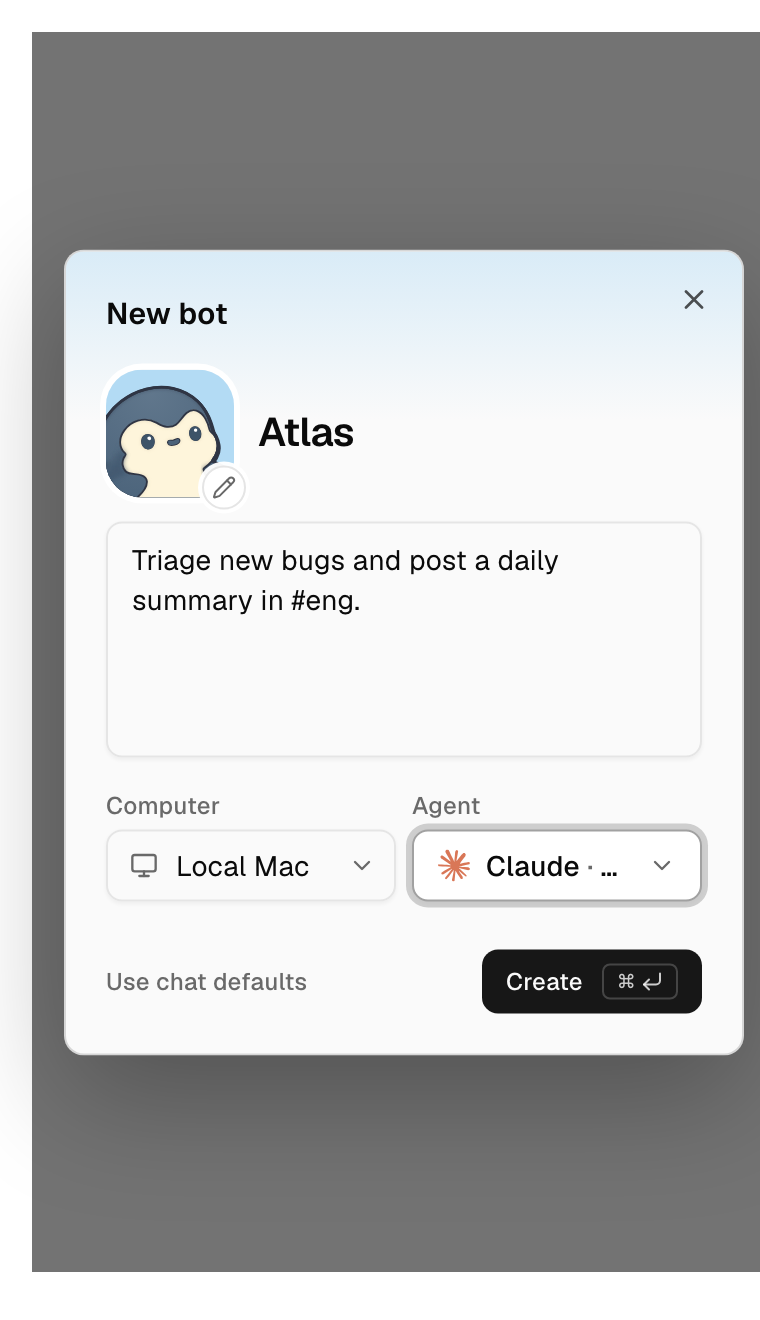 New bot
Atlas
Triage new bugs and post a daily
summary in #eng.
Computer
Agent
Local Mac
Claude · ...
Use chat defaults
Create ⌘ ↵